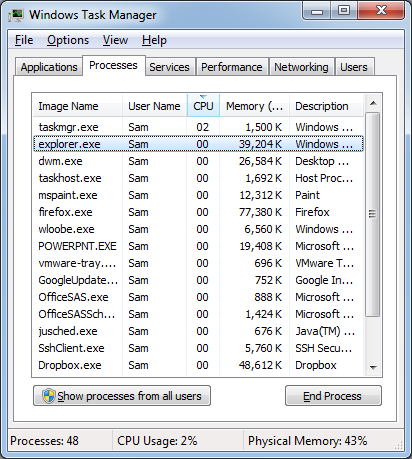 Windows Task Manager
File Options View Help
Applications Processes Services Performance Networking Users
Image Name User Name CPU Memory (... Description
taskmgr.exe Sam 02 1,500 K Windows ...
explorer.exe Sam 00 39,204 K Windows ...
dwm.exe Sam 00 26,584 K Desktop ...
taskhost.exe Sam 00 1,692 K Host Proc...
mspaint.exe Sam 00 12,312 K Paint
firefox.exe Sam 00 77,380 K Firefox
wloobe.exe Sam 00 6,560 K Windows ...
POWERPNT.EXE Sam 00 19,408 K Microsoft ...
vmware-tray.... Sam 00 696 K VMware T...
GoogleUpdate... Sam 00 752 K Google In...
OfficeSAS.exe Sam 00 888 K Microsoft ...
OfficeSASSch... Sam 00 1,424 K Microsoft ...
jusched.exe Sam 00 676 K Java(TM) ...
SshClient.exe Sam 00 5,760 K SSH Secu...
Dropbox.exe Sam 00 48,612 K Dropbox
Show processes from all users End Process
Processes: 48 CPU Usage: 2% Physical Memory: 43%